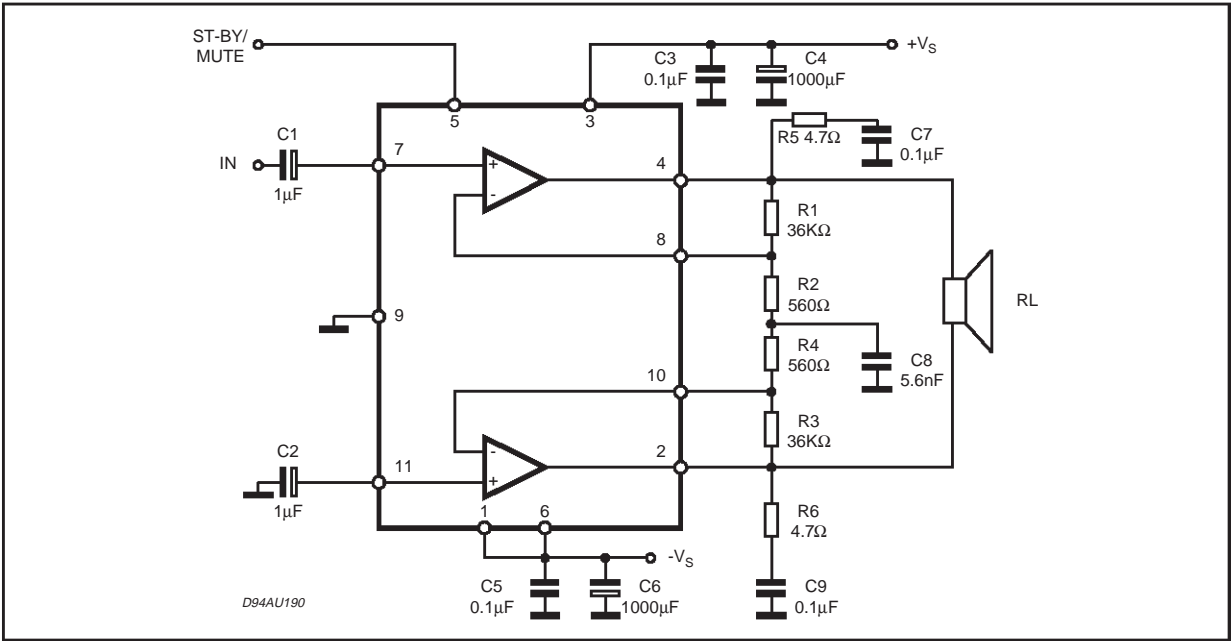 ST-BY/
MUTE
5
3
C3
0.1µF
C4
1000µF
+VS
R5 4.7Ω
C7
0.1µF
C1
IN
1µF
7
+
-
4
8
R1
36KΩ
R2
560Ω
RL
9
R4
560Ω
C8
5.6nF
10
R3
36KΩ
C2
1µF
11
-
+
2
1
6
R6
4.7Ω
-VS
C5
0.1µF
C6
1000µF
C9
0.1µF
D94AU190